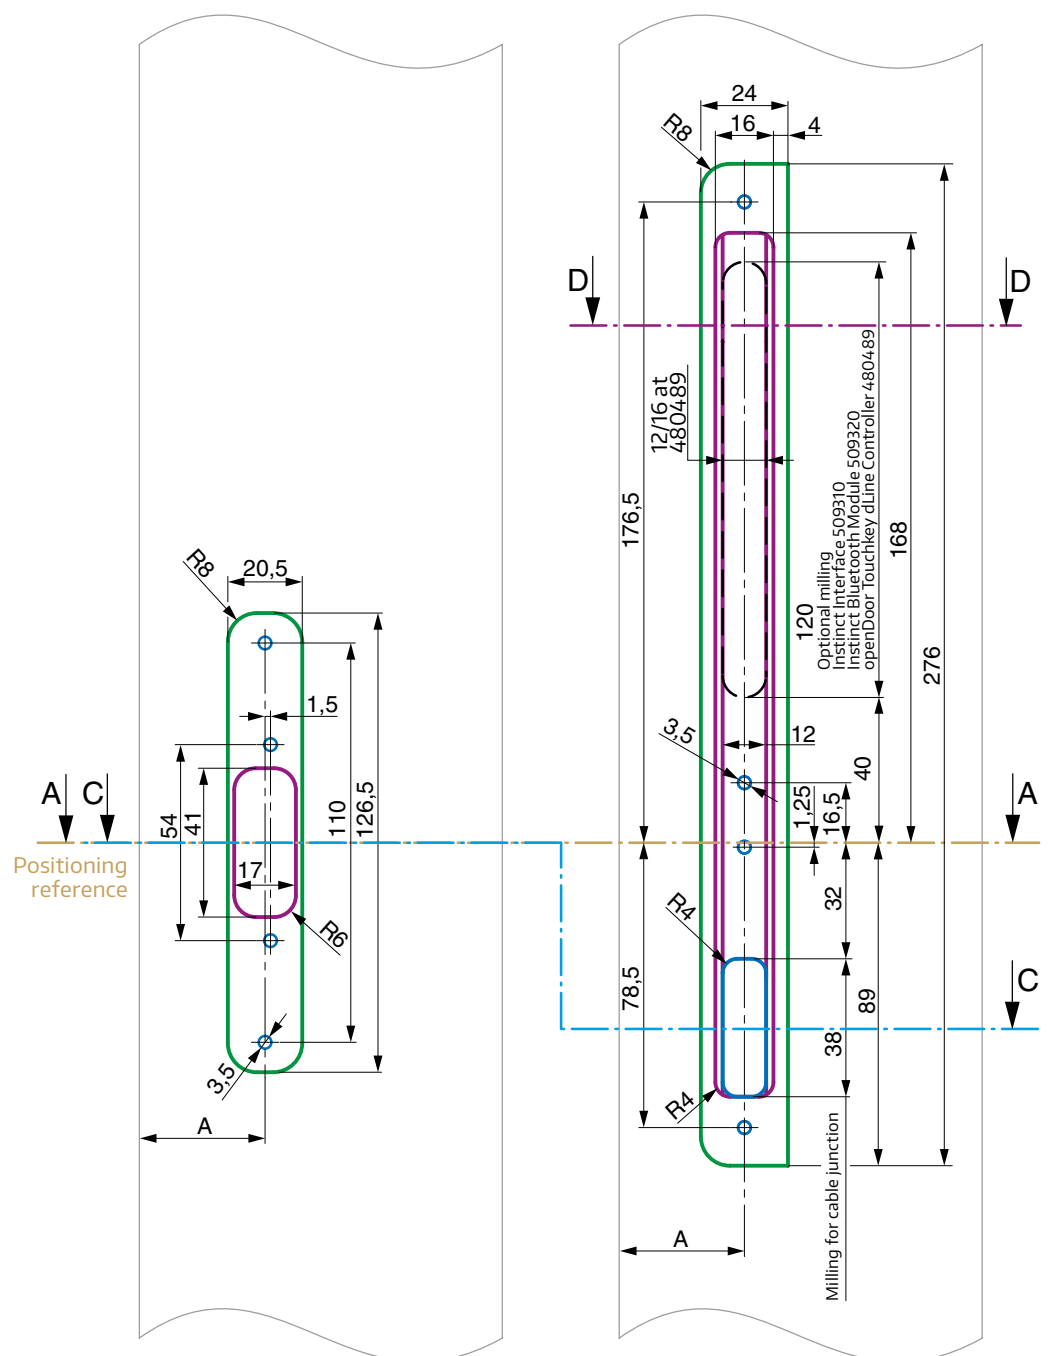 24
16
4
R8
D
D
12/16 at
480489
176,5
120
Optional milling
Instinct Interface 509310
Instinct Bluetooth Module 509320
openDoor Touchkey dLine Controller 480489
168
276
R8
20,5
1,5
3,5
12
40
1,25
16,5
A
C
A
54
41
110
126,5
Positioning
reference
17
R6
R4
32
78,5
89
C
38
3,5
R4
A
A
Milling for cable junction